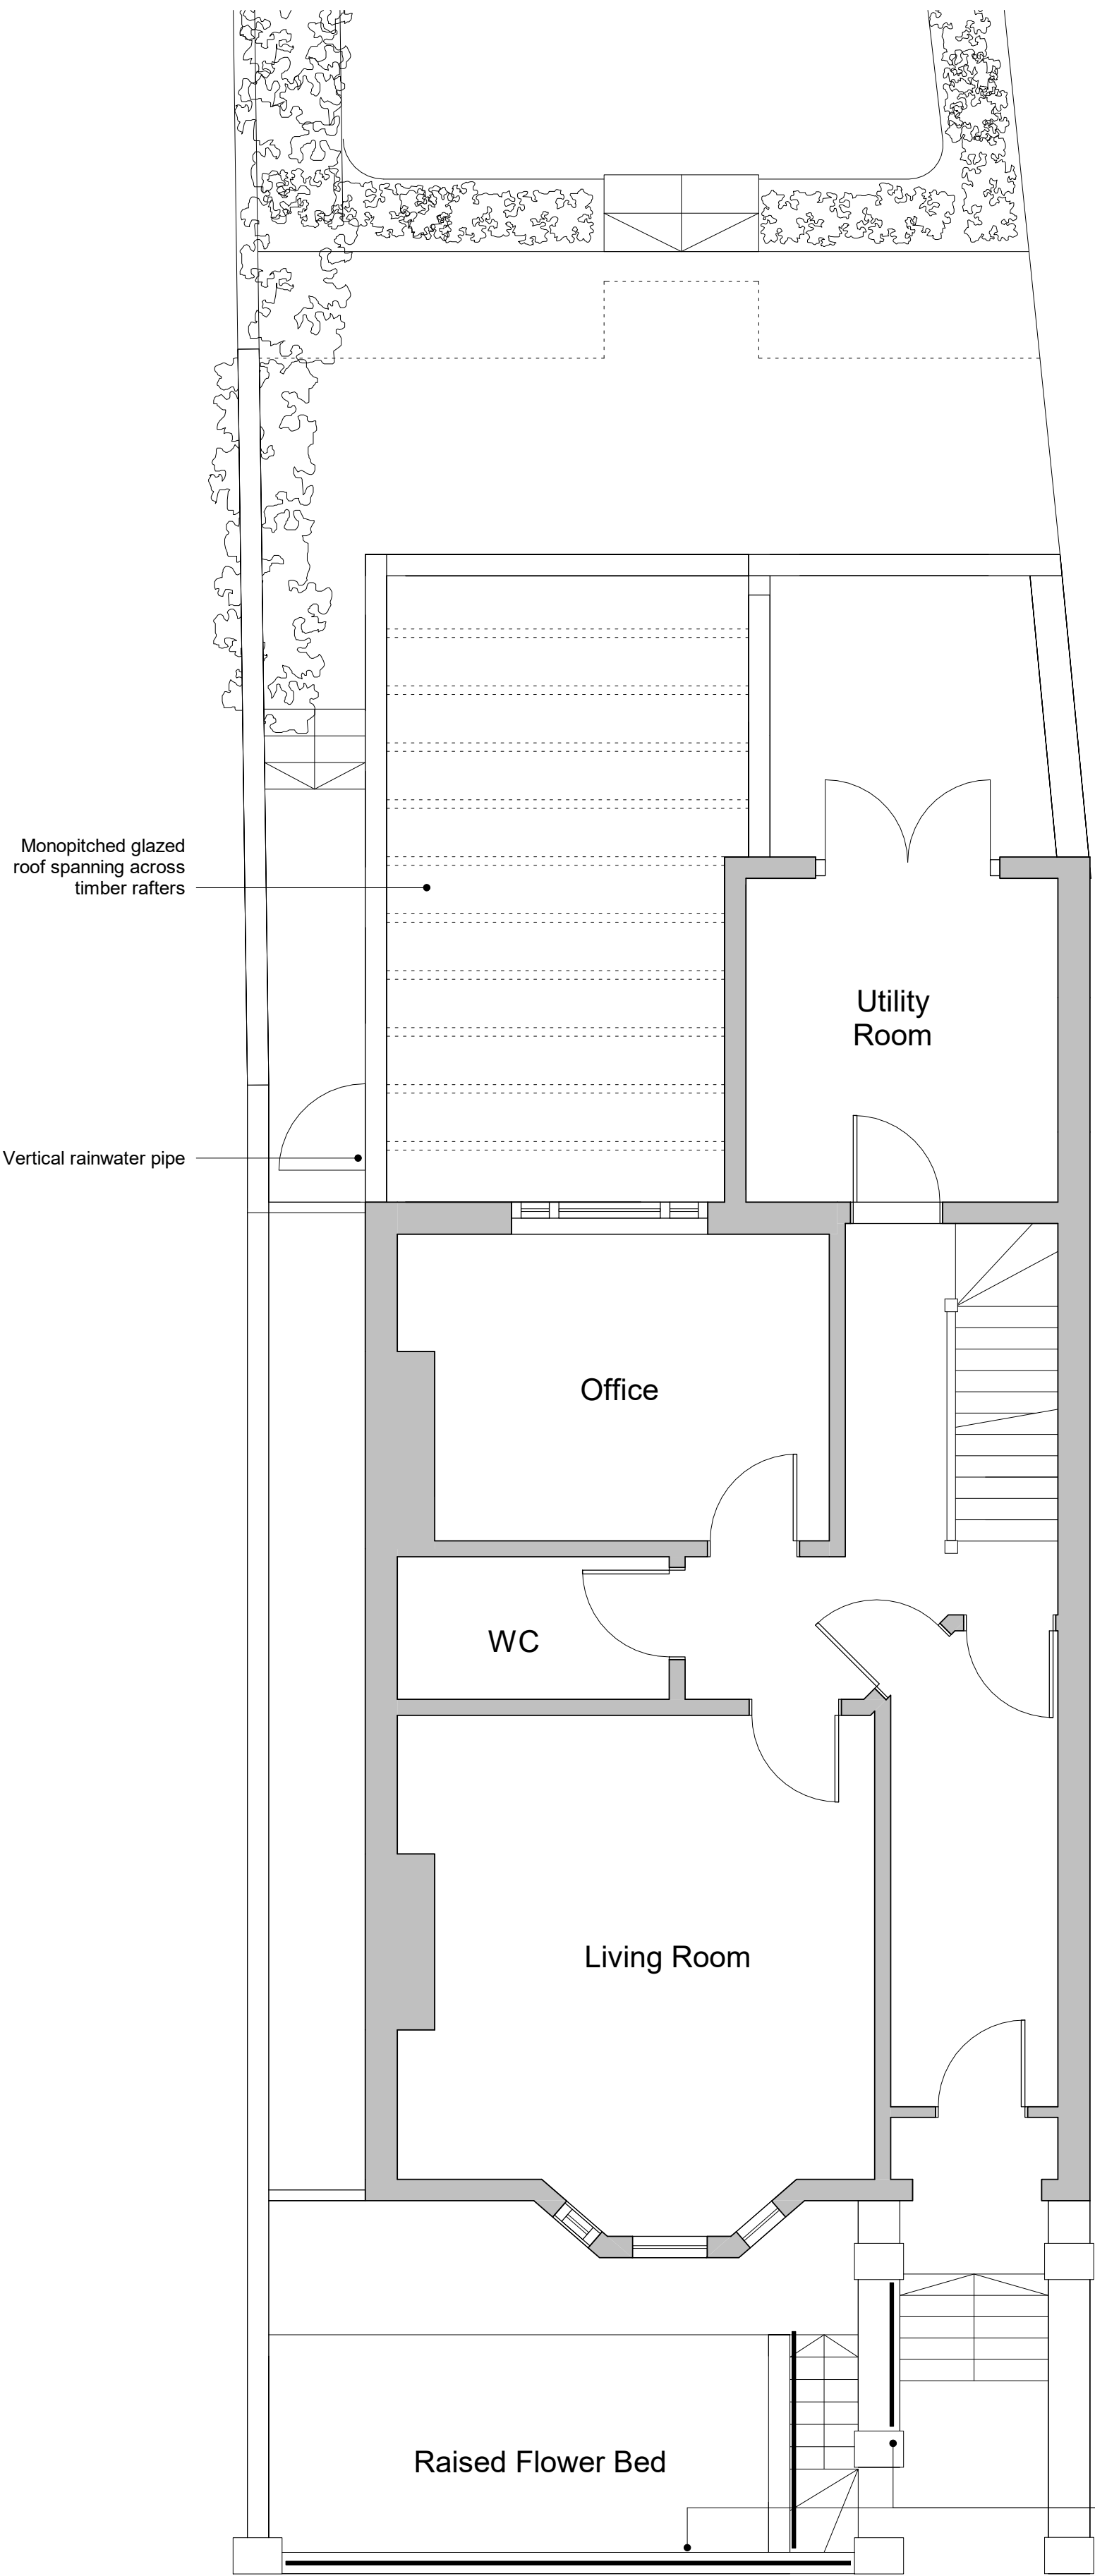 Monopitched glazed
roof spanning across
timber rafters
Utility
Room
Vertical rainwater pipe
Office
WC
Living Room
Raised Flower Bed